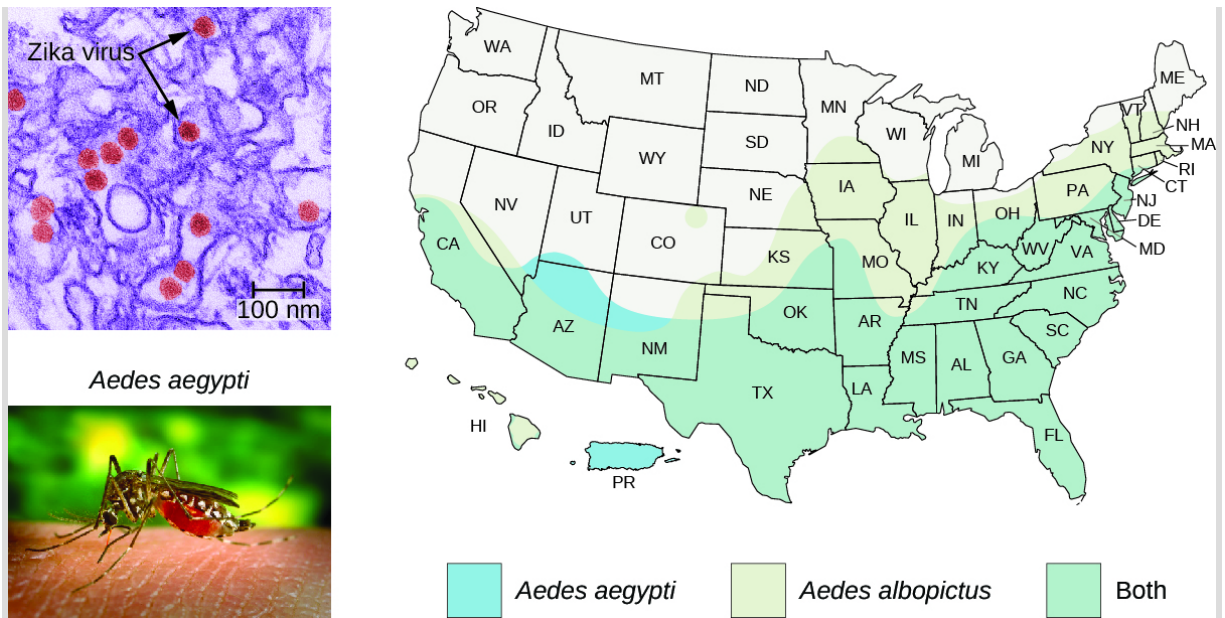 Zika virus
100 nm
Aedes aegypti
WA
OR
CA
NV
ID
MT
WY
UT
CO
AZ
NM
ND
SD
NE
KS
OK
TX
MN
IA
MO
AR
LA
WI
IL
MI
IN
OH
KY
TN
MS
AL
GA
FL
SC
NC
VA
WV
PA
NY
VT
ME
NH
MA
RI
CT
NJ
DE
MD
HI
PR
Aedes aegypti
Aedes albopictus
Both